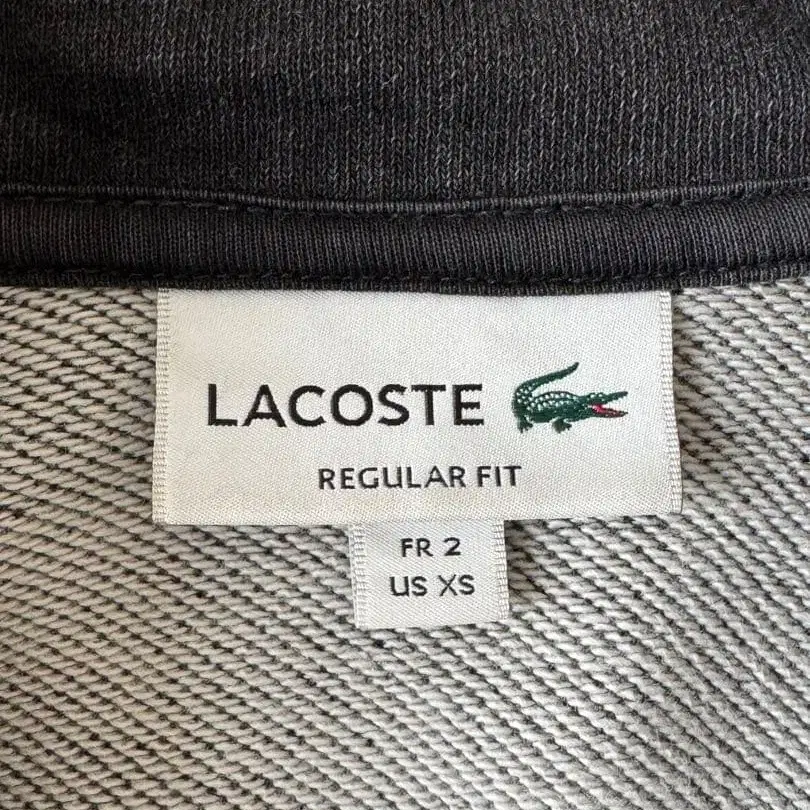 LACOSTE
REGULAR FIT
FR 2
US XS